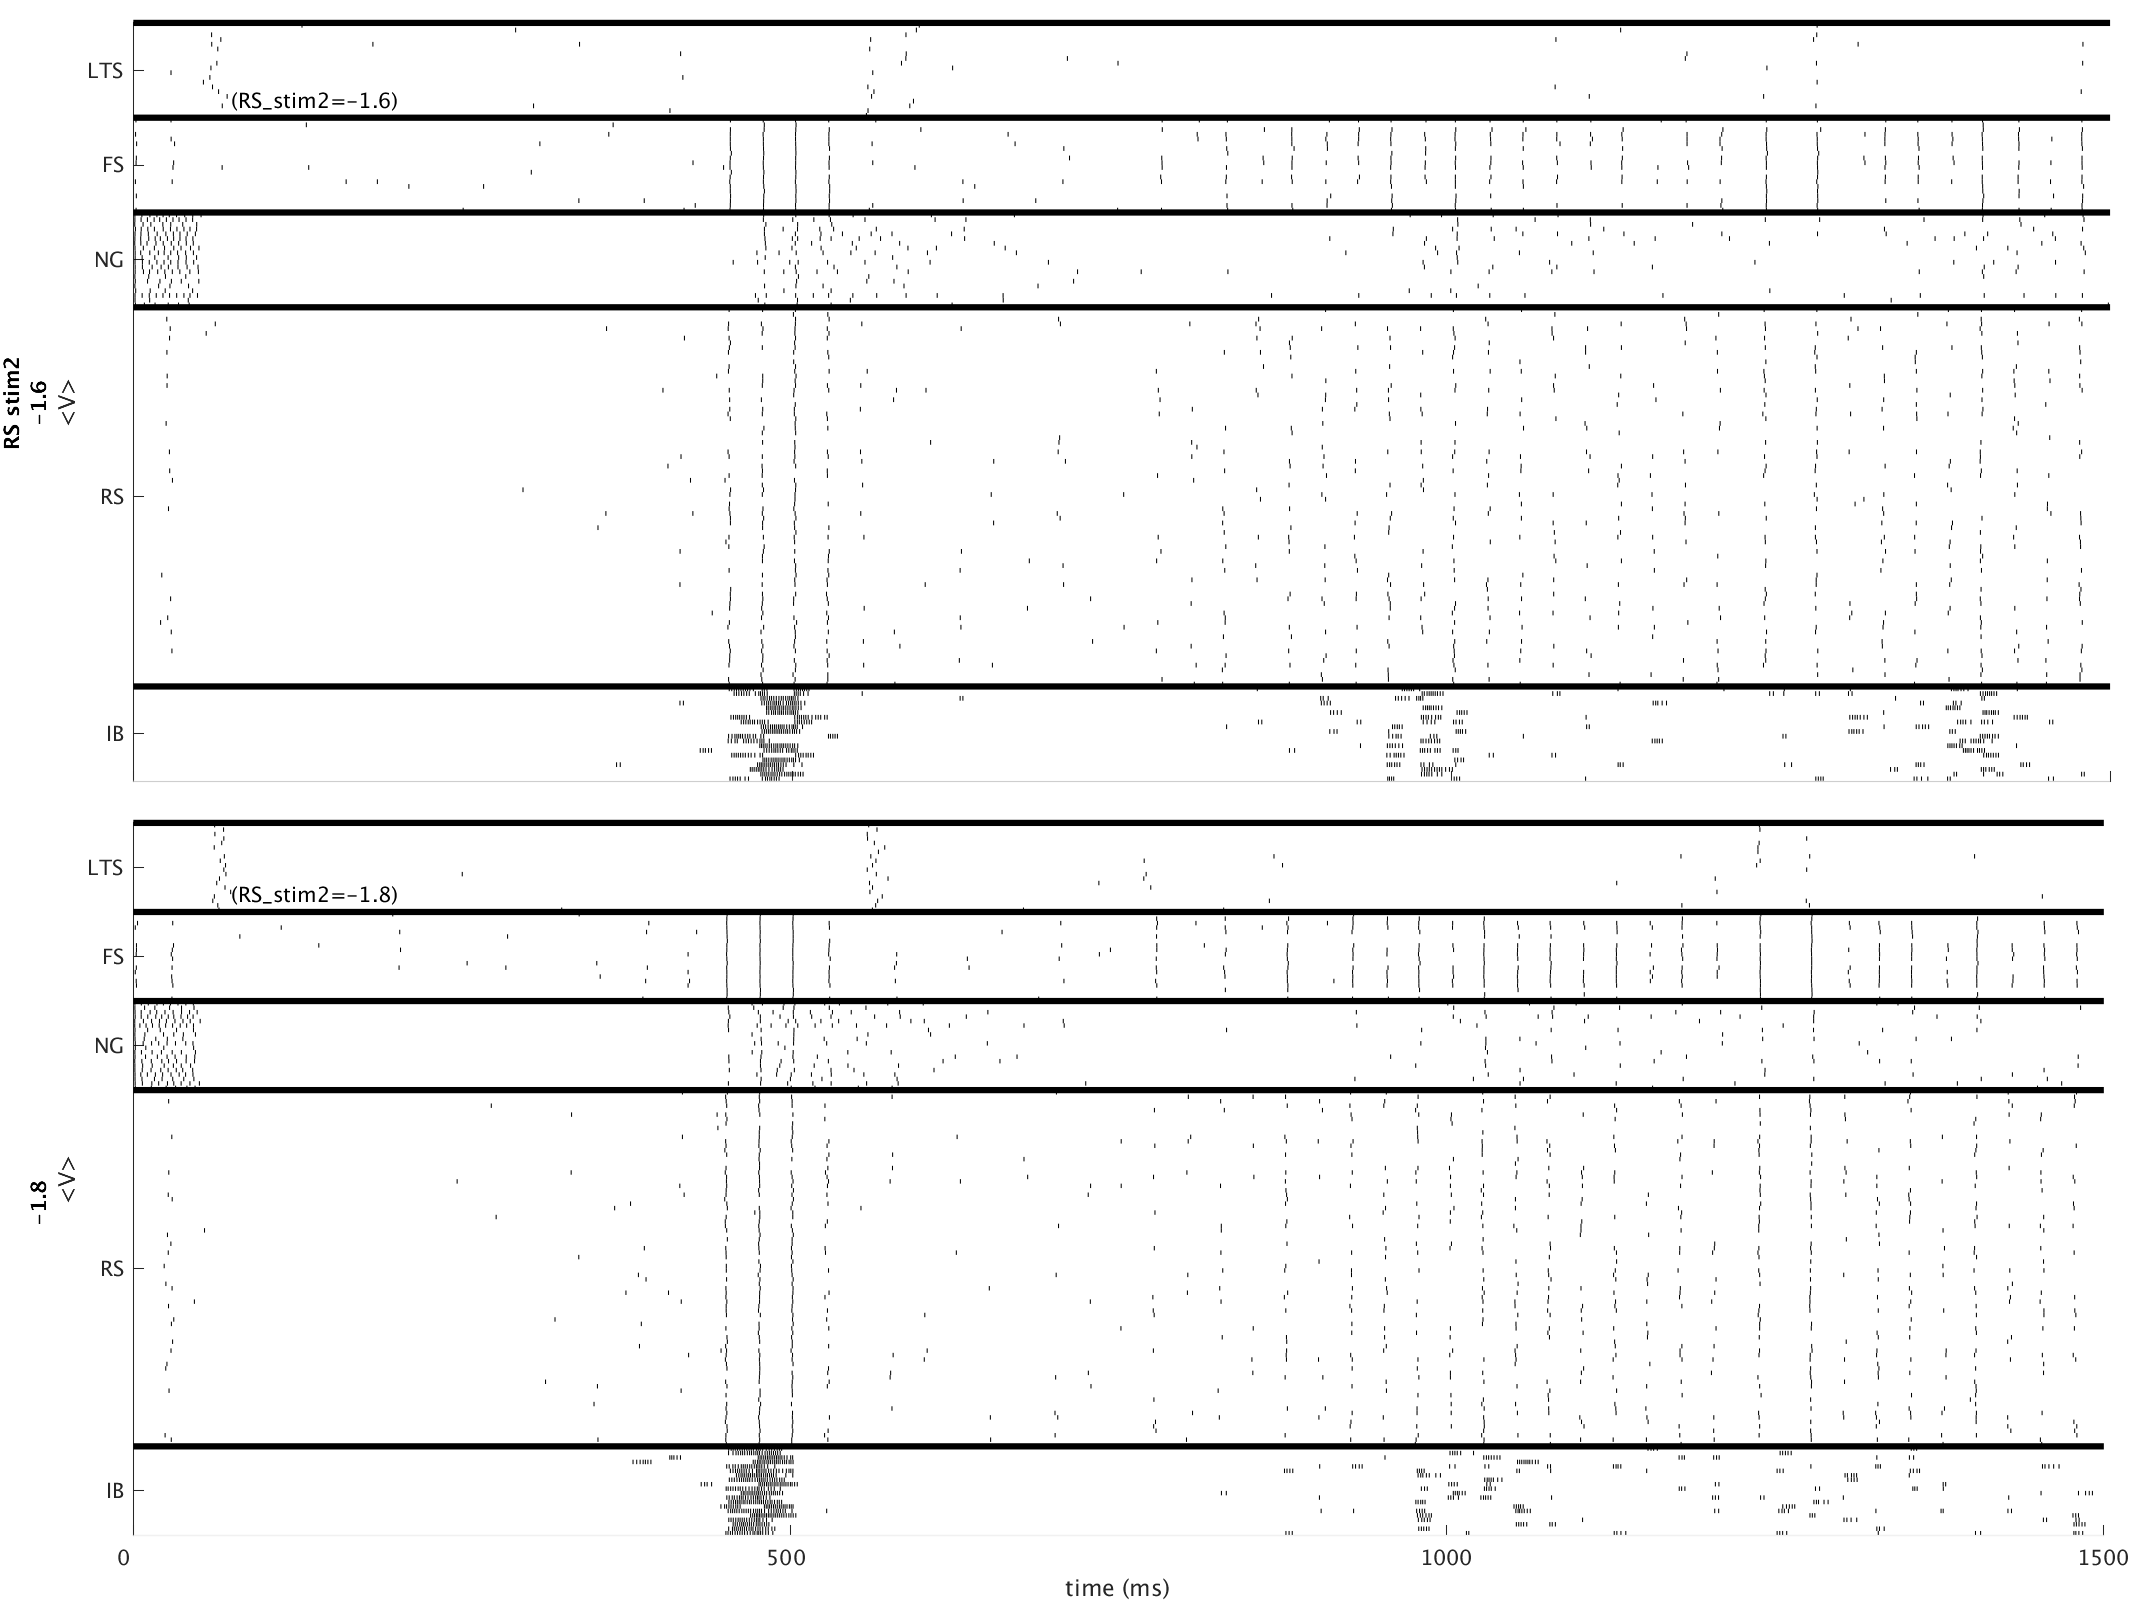 LTS
(RS_stim2=-1.6)
FS
NG
RS stim2
-1.6
<V>
RS
IB
LTS
(RS_stim2=-1.8)
FS
NG
-1.8
<V>
RS
IB
0 500 1000 1500
time (ms)